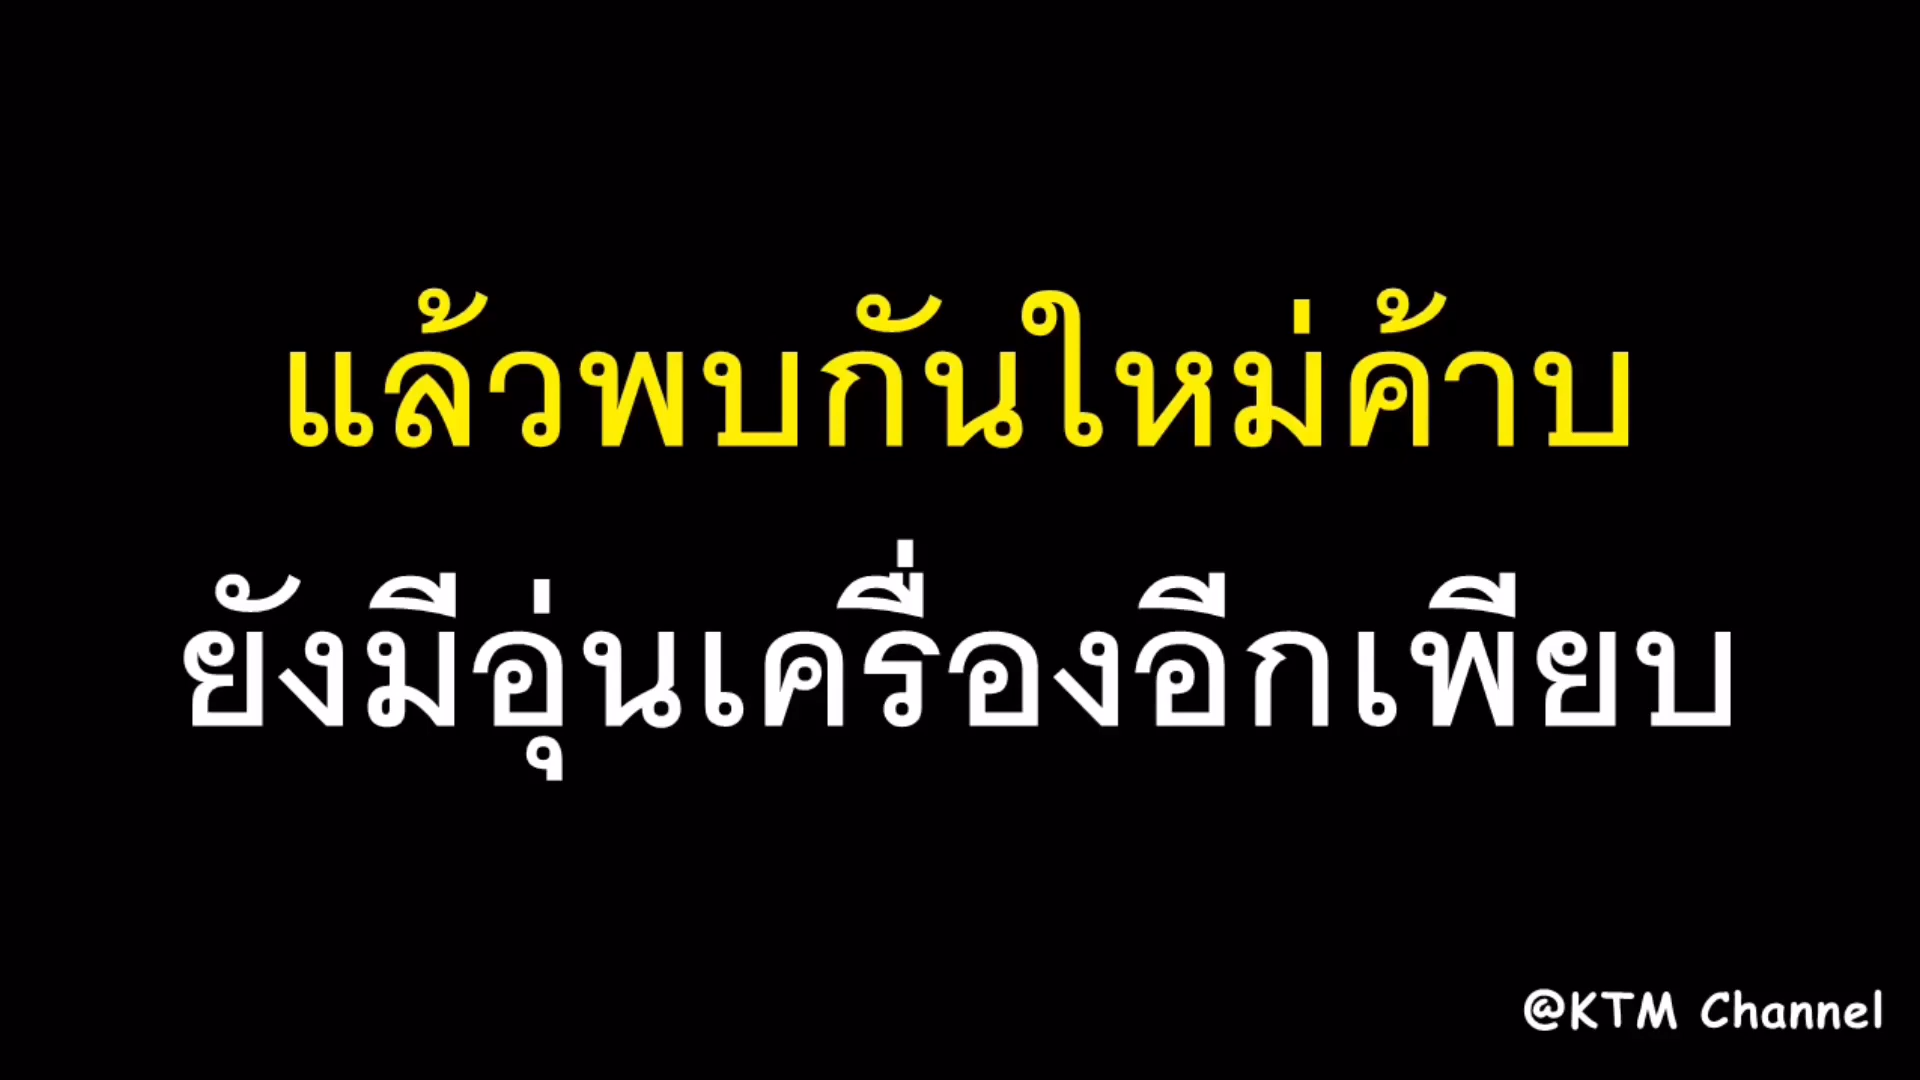 แล้วพบกันใหม่ค้าบ
ยังมีอุ่นเครื่องอีกเพียบ
@KTM Channel